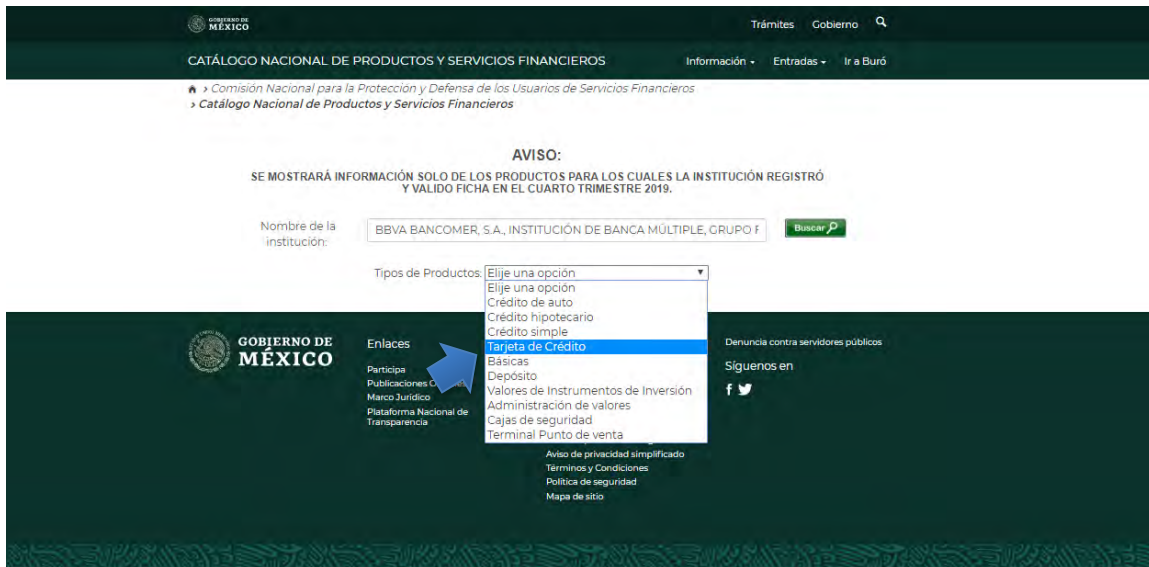 GOBIERNO DE
MÉXICO
Trámites Gobierno
CATÁLOGO NACIONAL DE PRODUCTOS Y SERVICIOS FINANCIEROS
Información Entradas Ir a Buró
> Comisión Nacional para la Protección y Defensa de los Usuarios de Servicios Financieros
> Catálogo Nacional de Productos y Servicios Financieros
AVISO:
SE MOSTRARÁ INFORMACIÓN SOLO DE LOS PRODUCTOS PARA LOS CUALES LA INSTITUCIÓN REGISTRÓ
Y VALIDO FICHA EN EL CUARTO TRIMESTRE 2019.
Nombre de la
institución:
BBVA BANCOMER, S.A., INSTITUCIÓN DE BANCA MÚLTIPLE, GRUPO F
Buscar
Tipos de Productos: Elije una opción
Elije una opción
Crédito de auto
Crédito hipotecario
Crédito simple
Tarjeta de Crédito
Básicas
Depósito
Valores de Instrumentos de Inversión
Administración de valores
Cajas de seguridad
Terminal Punto de venta
GOBIERNO DE
MÉXICO
Enlaces
Participa
Publicaciones
Marco Jurídico
Plataforma Nacional de
Transparencia
Aviso de privacidad simplificado
Términos y Condiciones
Política de seguridad
Mapa de sitio
Denuncia contra servidores públicos
Síguenos en